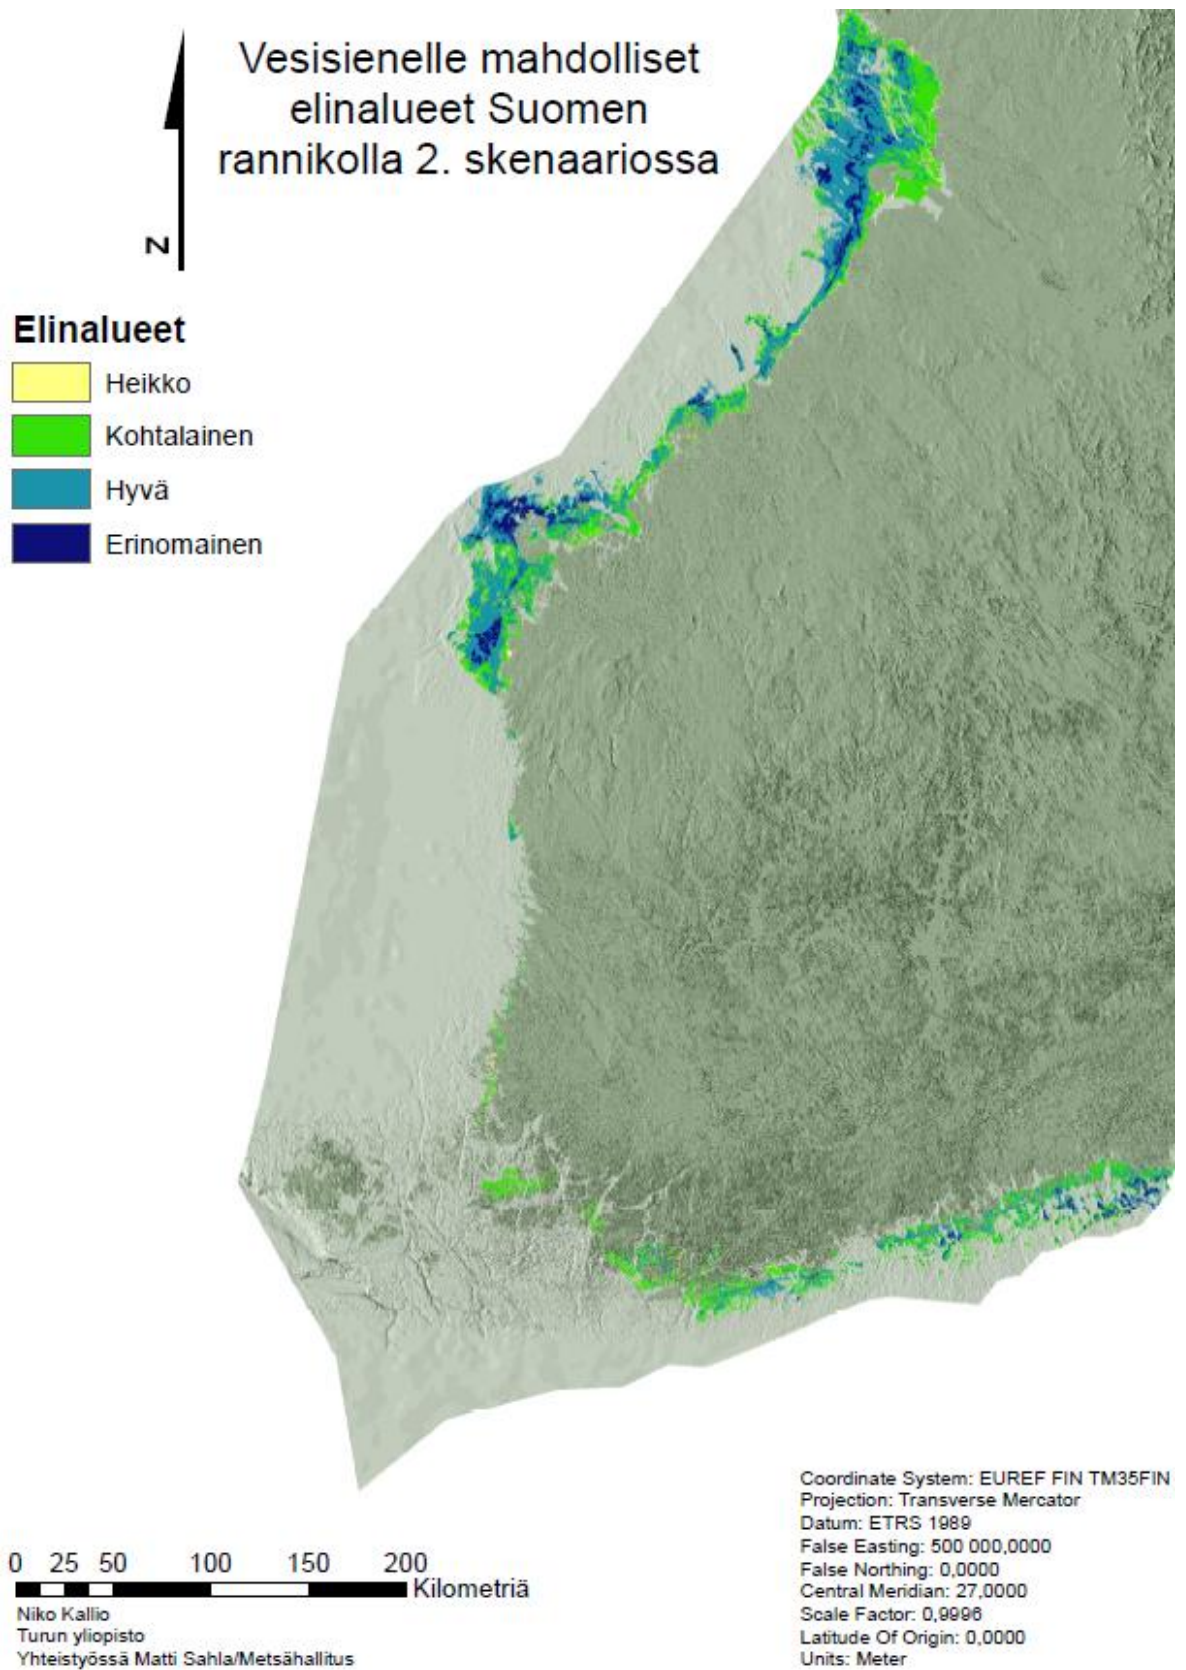 Vesisienelle mahdolliset
elinalueet Suomen
rannikolla 2. skenaariossa
N
Elinalueet
Heikko
Kohtalainen
Hyvä
Erinomainen
0 25 50 100 150 200
Kilometriä
Niko Kallio
Turun yliopisto
Yhteistyössä Matti Sahla/Metsähallitus
Coordinate System: EUREF FIN TM35FIN
Projection: Transverse Mercator
Datum: ETRS 1989
False Easting: 500 000,0000
False Northing: 0,0000
Central Meridian: 27,0000
Scale Factor: 0,9996
Latitude Of Origin: 0,0000
Units: Meter